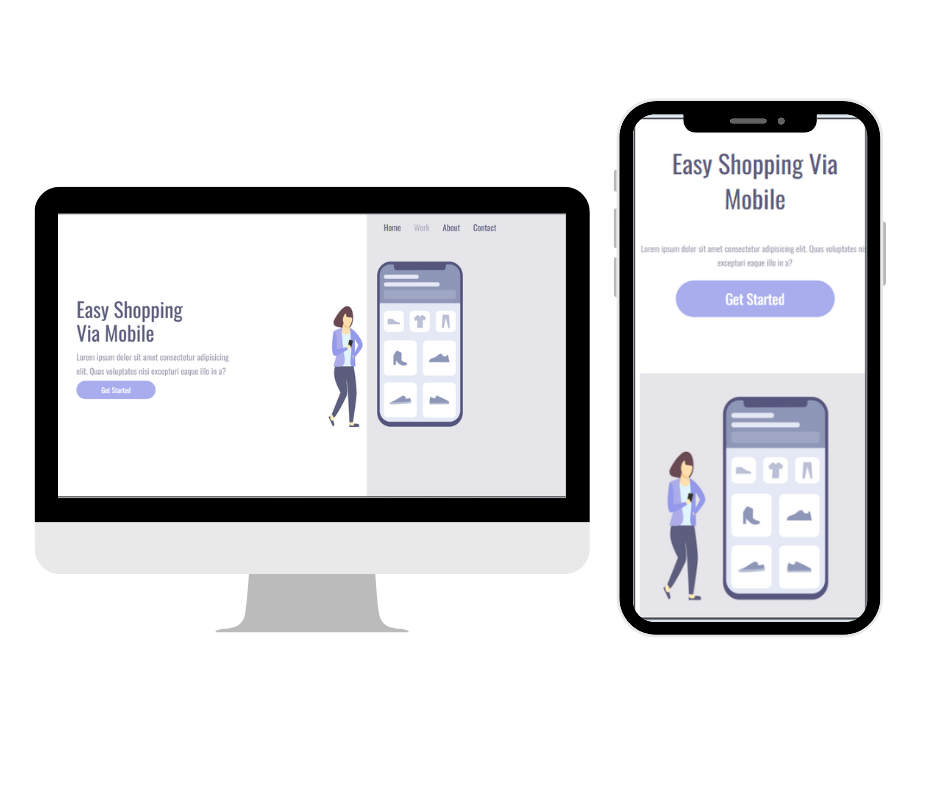 Home Work About Contact
Easy Shopping
Via Mobile
Lorem ipsum dolor sit amet consectetur adipisicing
elit. Quas voluptates nisi excepturi eaque illo in a?
Get Started
Easy Shopping Via
Mobile
Lorem ipsum dolor sit amet consectetur adipisicing elit. Quas voluptates
excepturi eaque illo in a?
Get Started